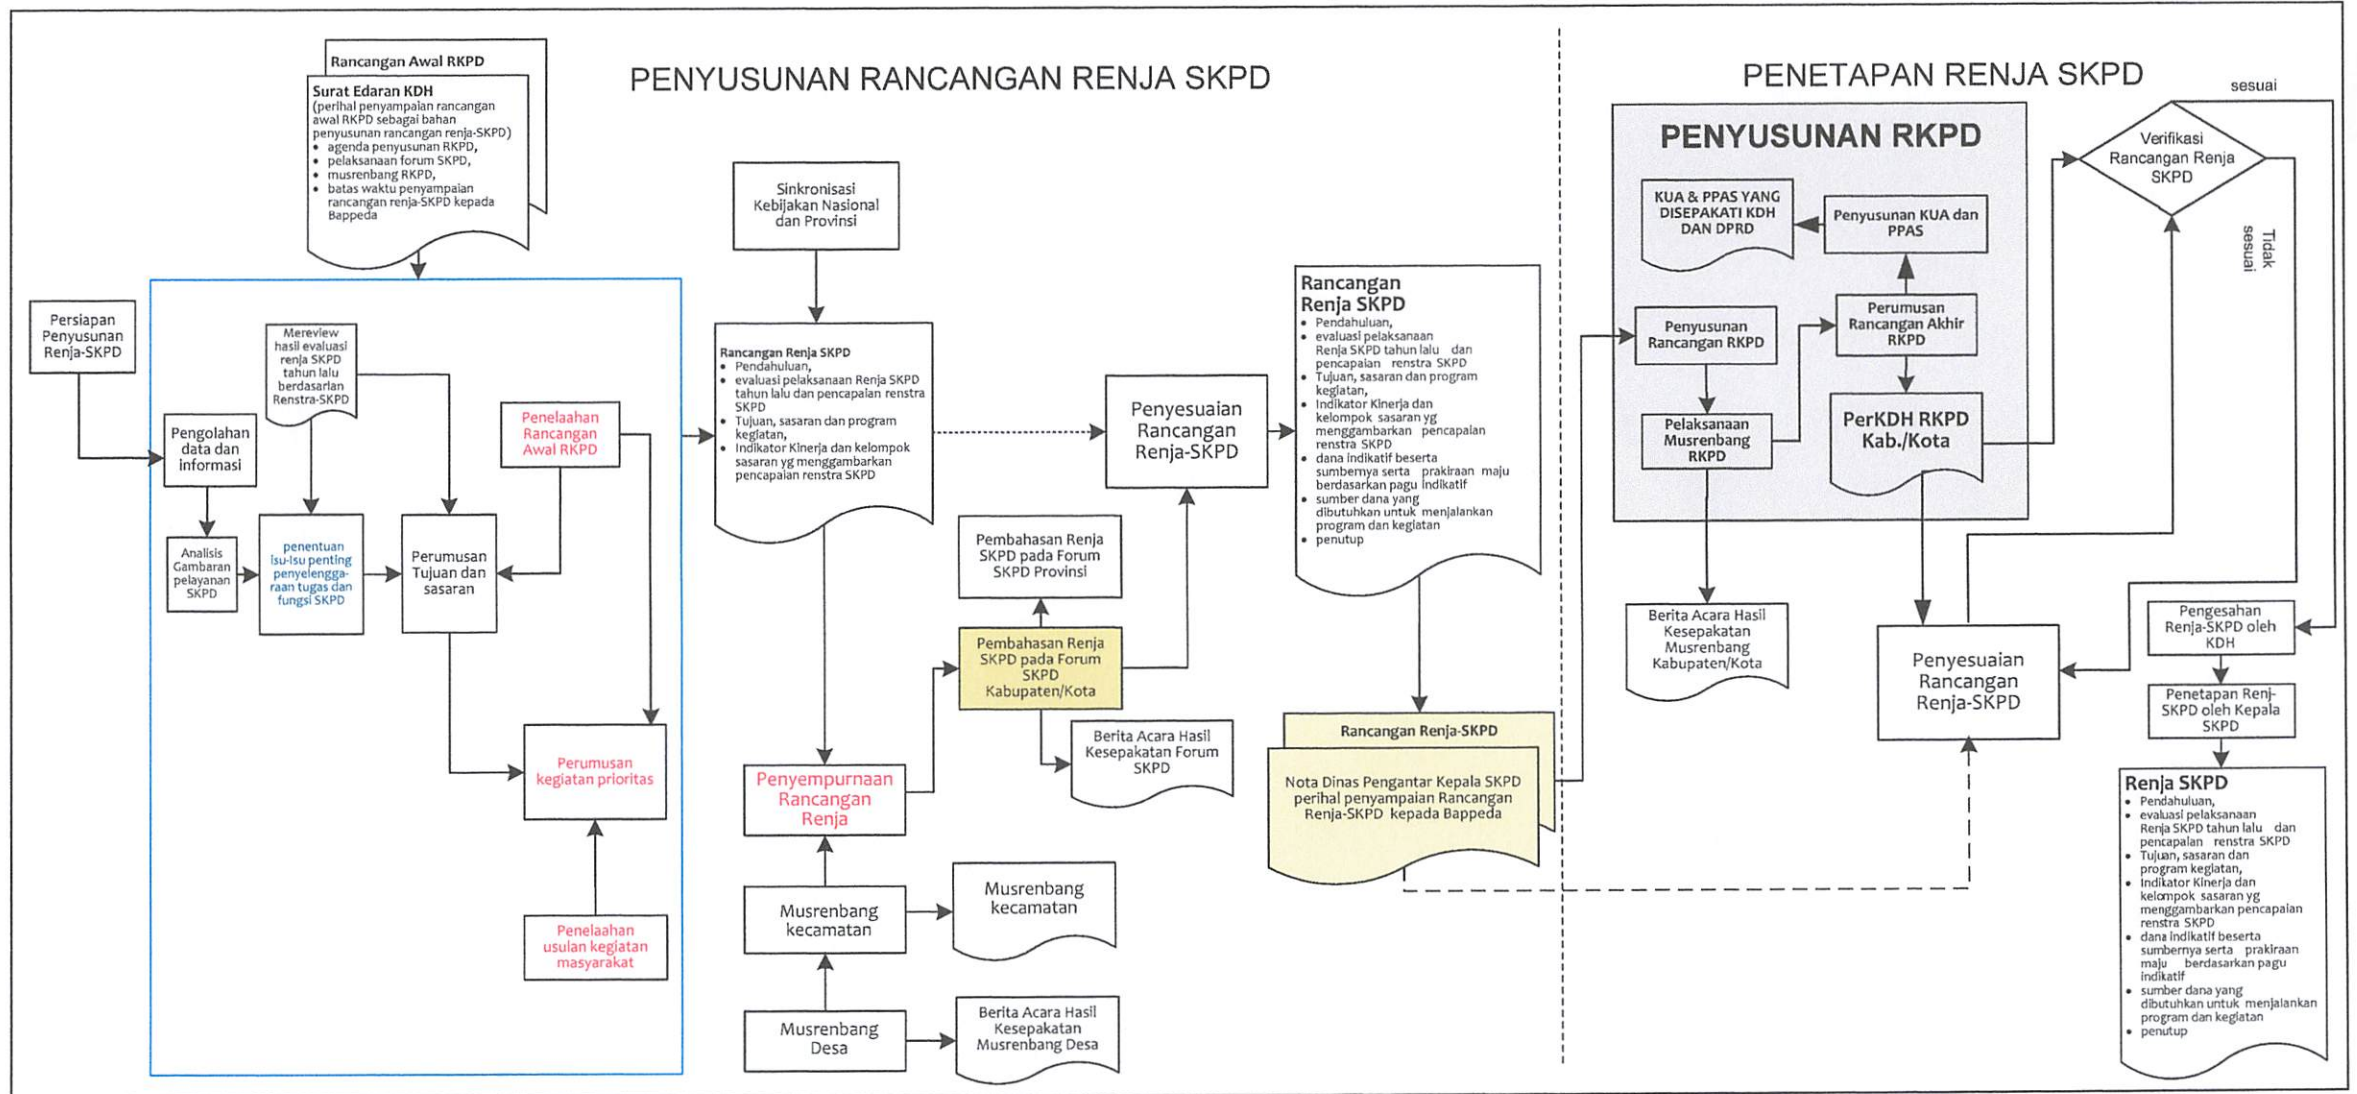 PENYUSUNAN RANCANGAN RENJA SKPD
PENETAPAN RENJA SKPD
Rancangan Awal RKPD
Surat Edaran KDH
(perihal penyampaian rancangan
awal RKPD sebagai bahan
penyusunan rancangan renja-SKPD)
• agenda penyusunan RKPD,
• pelaksanaan forum SKPD,
• musrenbang RKPD,
• batas waktu penyampaian
rancangan renja-SKPD kepada
Bappeda
Persiapan
Penyusunan
Renja-SKPD
Pengolahan
data dan
informasi
Analisis
Gambaran
pelayanan
SKPD
Mereview
hasil evaluasi
renja SKPD
tahun lalu
berdasarlan
Renstra-SKPD
penentuan
isu-isu penting
penyelengga-
raan tugas dan
fungsi SKPD
Perumusan
Tujuan dan
sasaran
Penelaahan
Rancangan
Awal RKPD
Perumusan
kegiatan prioritas
Penelaahan
usulan kegiatan
masyarakat
Sinkronisasi
Kebijakan Nasional
dan Provinsi
Rancangan Renja SKPD
• Pendahuluan,
• evaluasi pelaksanaan Renja SKPD
tahun lalu dan pencapaian renstra
SKPD
• Tujuan, sasaran dan program
kegiatan,
• Indikator Kinerja dan kelompok
sasaran yg menggambarkan
pencapaian renstra SKPD
Penyempurnaan
Rancangan
Renja
Musrenbang
kecamatan
Musrenbang
kecamatan
Musrenbang
Desa
Berita Acara Hasil
Kesepakatan
Musrenbang Desa
Pembahasan Renja
SKPD pada Forum
SKPD Provinsi
Pembahasan Renja
SKPD pada Forum
SKPD
Kabupaten/Kota
Berita Acara Hasil
Kesepakatan Forum
SKPD
Penyesuaian
Rancangan
Renja-SKPD
Rancangan
Renja SKPD
• Pendahuluan,
• evaluasi pelaksanaan
Renja SKPD tahun lalu dan
pencapaian renstra SKPD
• Tujuan, sasaran dan program
kegiatan,
• Indikator Kinerja dan
kelompok sasaran yg
menggambarkan pencapaian
renstra SKPD
• dana indikatif beserta
sumbernya serta prakiraan maju
berdasarkan pagu indikatif
• sumber dana yang
dibutuhkan untuk menjalankan
program dan kegiatan
• penutup
Rancangan Renja-SKPD
Nota Dinas Pengantar Kepala SKPD
perihal penyampaian Rancangan
Renja-SKPD kepada Bappeda
PENYUSUNAN RKPD
KUA & PPAS YANG
DISEPAKATI KDH
DAN DPRD
Penyusunan KUA dan
PPAS
Penyusunan
Rancangan RKPD
Perumusan
Rancangan Akhir
RKPD
Pelaksanaan
Musrenbang
RKPD
PerKDH RKPD
Kab./Kota
Berita Acara Hasil
Kesepakatan
Musrenbang
Kabupaten/Kota
Penyesuaian
Rancangan
Renja-SKPD
Verifikasi
Rancangan Renja
SKPD
sesuai
Tidak
sesuai
Pengesahan
Renja-SKPD oleh
KDH
Penetapan Renj-
SKPD oleh Kepala
SKPD
Renja SKPD
• Pendahuluan,
• evaluasi pelaksanaan
Renja SKPD tahun lalu dan
pencapaian renstra SKPD
• Tujuan, sasaran dan
program kegiatan,
• Indikator Kinerja dan
kelompok sasaran yg
menggambarkan pencapaian
renstra SKPD
• dana indikatif beserta
sumbernya serta prakiraan
maju berdasarkan pagu
indikatif
• sumber dana yang
dibutuhkan untuk menjalankan
program dan kegiatan
• penutup